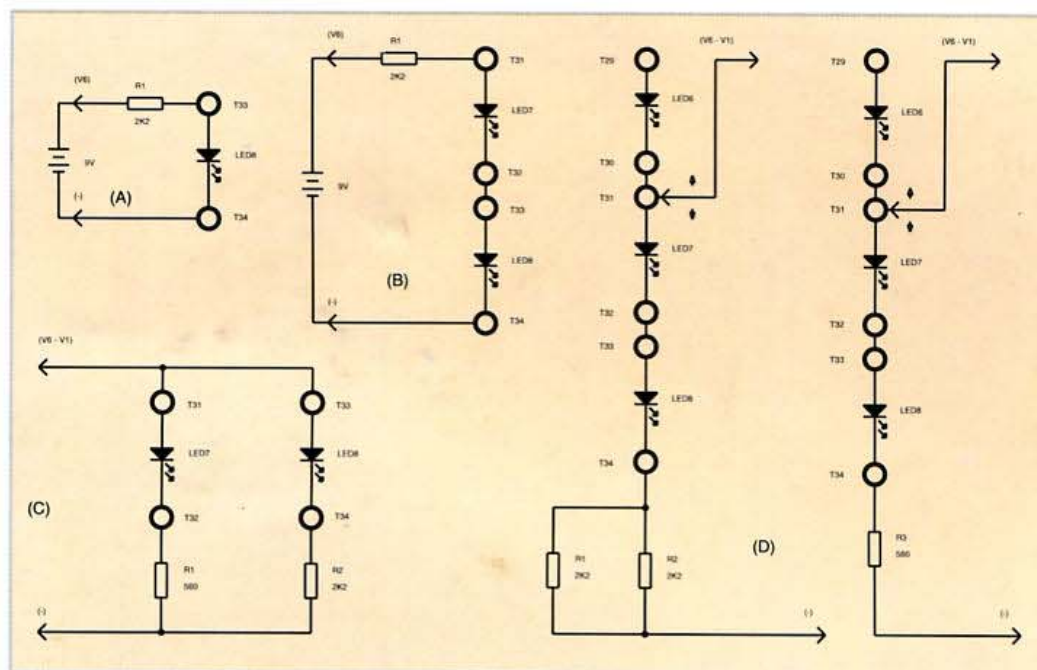 (V6)
R1
2K2
T33
LED8
9V
(-)
(A)
T34
(V6)
R1
2K2
T31
LED7
T32
T33
9V
LED8
(B)
(-)
T34
(V6 - V1)
T31
T33
LED7
LED8
(C)
T32
T34
R1
560
R2
2K2
(-)
(V6 - V1)
T29
LED6
T30
T31
LED7
T32
T33
LED8
T34
R1
2K2
R2
2K2
(D)
(-)
(V6 - V1)
T29
LED6
T30
T31
LED7
T32
T33
LED8
T34
R3
560
(-)